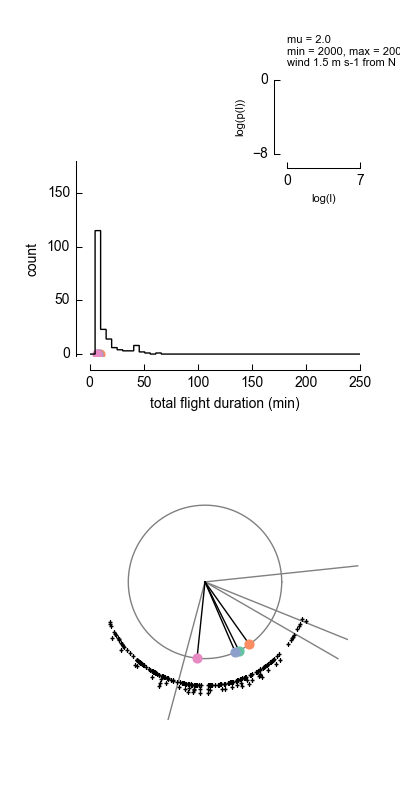 mu = 2.0
min = 2000, max = 200
wind 1.5 m s-1 from N
0
log(p(l))
−8
0 7
log(l)
150
count
100
50
0
0 50 100 150 200 250
total flight duration (min)